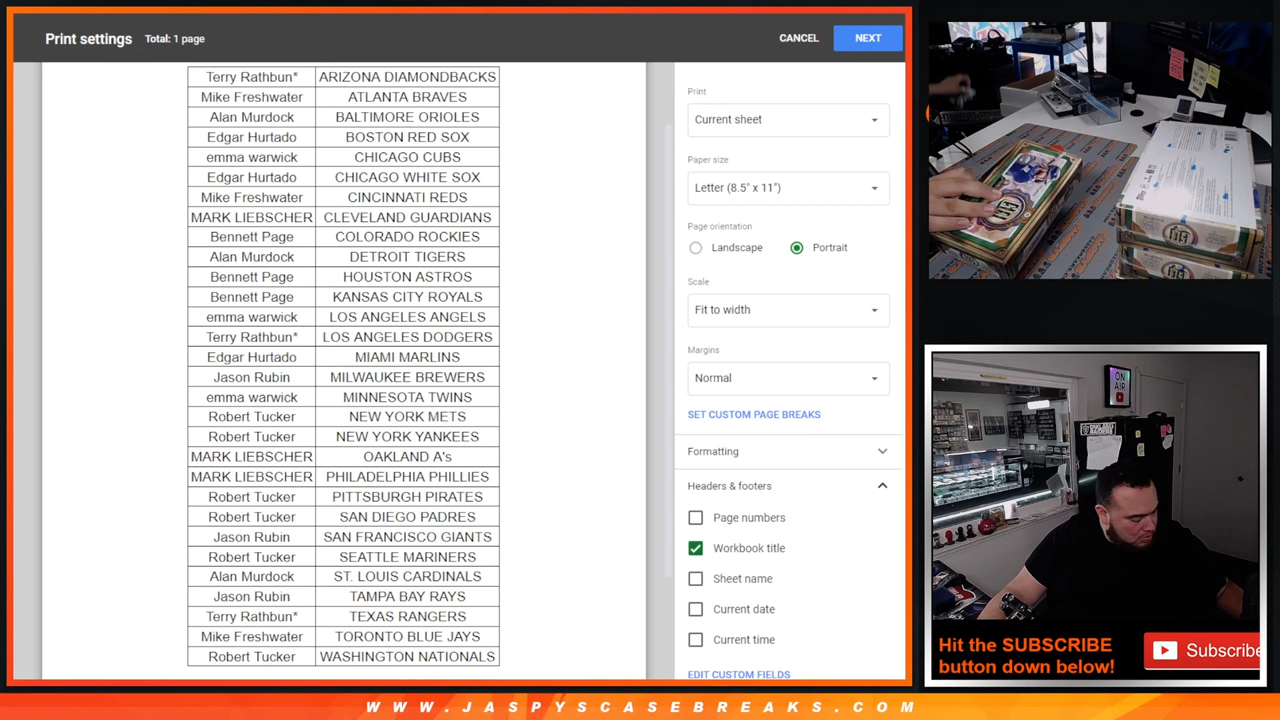 Print settings
Total: 1 page
CANCEL
NEXT
Terry Rathbun* ARIZONA DIAMONDBACKS
Mike Freshwater ATLANTA BRAVES
Alan Murdock BALTIMORE ORIOLES
Edgar Hurtado BOSTON RED SOX
emma warwick CHICAGO CUBS
Edgar Hurtado CHICAGO WHITE SOX
Mike Freshwater CINCINNATI REDS
MARK LIEBSCHER CLEVELAND GUARDIANS
Bennett Page COLORADO ROCKIES
Alan Murdock DETROIT TIGERS
Bennett Page HOUSTON ASTROS
Bennett Page KANSAS CITY ROYALS
emma warwick LOS ANGELES ANGELS
Terry Rathbun* LOS ANGELES DODGERS
Edgar Hurtado MIAMI MARLINS
Jason Rubin MILWAUKEE BREWERS
emma warwick MINNESOTA TWINS
Robert Tucker NEW YORK METS
Robert Tucker NEW YORK YANKEES
MARK LIEBSCHER OAKLAND A's
MARK LIEBSCHER PHILADELPHIA PHILLIES
Robert Tucker PITTSBURGH PIRATES
Robert Tucker SAN DIEGO PADRES
Jason Rubin SAN FRANCISCO GIANTS
Robert Tucker SEATTLE MARINERS
Alan Murdock ST. LOUIS CARDINALS
Jason Rubin TAMPA BAY RAYS
Terry Rathbun* TEXAS RANGERS
Mike Freshwater TORONTO BLUE JAYS
Robert Tucker WASHINGTON NATIONALS
Print
Current sheet
Paper size
Letter (8.5" x 11")
Page orientation
Landscape
Portrait
Scale
Fit to width
Margins
Normal
SET CUSTOM PAGE BREAKS
Formatting
Headers & footers
Page numbers
Workbook title
Sheet name
Current date
Current time
EDIT CUSTOM FIELDS
ON
AIR
Hit the SUBSCRIBE
button down below!
Subscribe
WWW.JASPYSCASEBREAKS.COM